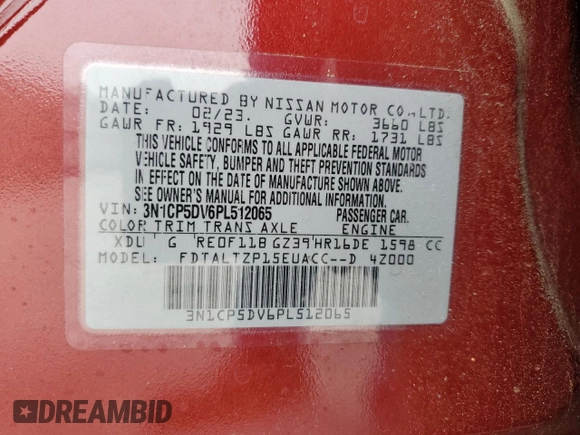 MANUFACTURED BY NISSAN MOTOR CO.,LTD.
DATE: 02/23. GVWR: 3660 LBS
GAWR FR: 1929 LBS GAWR RR: 1731 LBS
THIS VEHICLE CONFORMS TO ALL APPLICABLE FEDERAL MOTOR
VEHICLE SAFETY, BUMPER AND THEFT PREVENTION STANDARDS
IN EFFECT ON THE DATE OF MANUFACTURE SHOWN ABOVE.
SEE OWNER'S MANUAL FOR ADDITIONAL INFORMATION.
VIN: 3N1CP5DV6PL512065 PASSENGER CAR.
COLOR TRIM TRANS AXLE ENGINE
XDU G RE0F11B GZ39 HR16DE 1598 CC
MODEL: FDTALTZP15EUACC--D 4Z000
3N1CP5DV6PL512065
DREAMBID